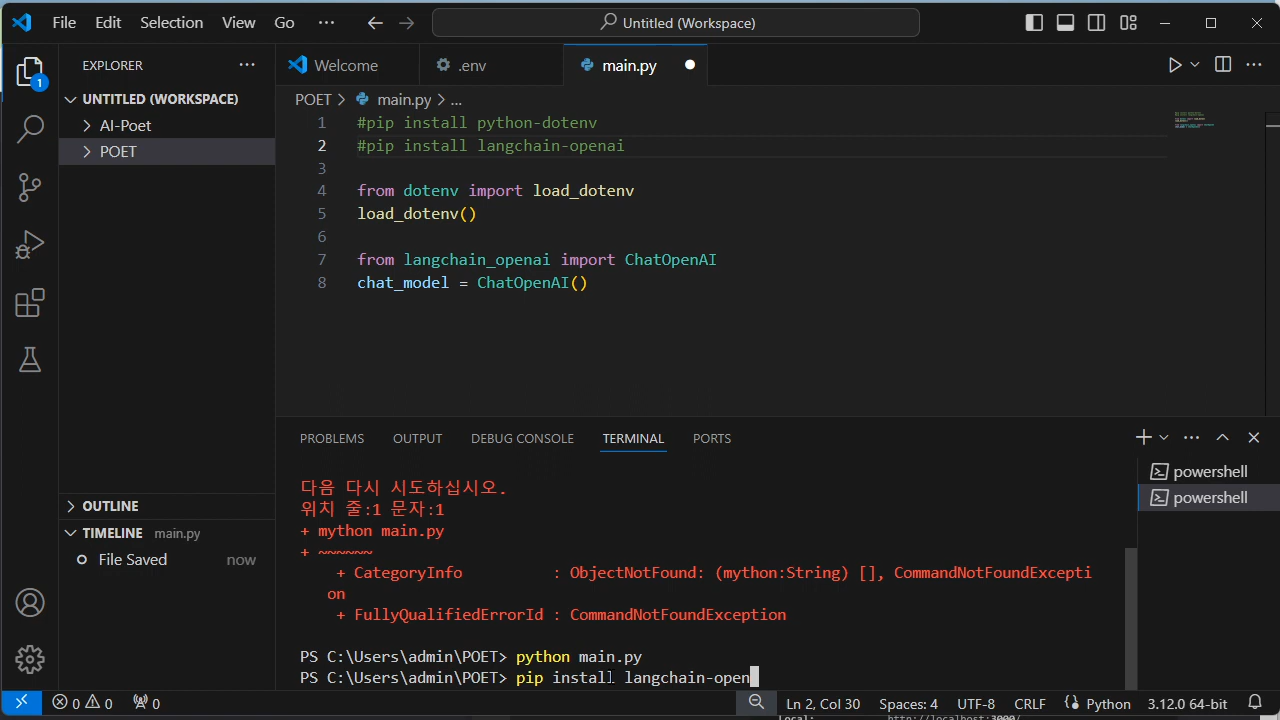 File Edit Selection View Go ··· Untitled (Workspace)
EXPLORER ···
1
UNTITLED (WORKSPACE)
AI-Poet
POET
OUTLINE
TIMELINE main.py
File Saved now
Welcome .env main.py
POET > main.py > ...
1 #pip install python-dotenv
2 #pip install langchain-openai
3
4 from dotenv import load_dotenv
5 load_dotenv()
6
7 from langchain_openai import ChatOpenAI
8 chat_model = ChatOpenAI()
PROBLEMS OUTPUT DEBUG CONSOLE TERMINAL PORTS
powershell
powershell
다음 다시 시도하십시오.
위치 줄:1 문자:1
+ mython main.py
+ ~~~~~~
+ CategoryInfo : ObjectNotFound: (mython:String) [], CommandNotFoundExcepti
on
+ FullyQualifiedErrorId : CommandNotFoundException
PS C:\Users\admin\POET> python main.py
PS C:\Users\admin\POET> pip install langchain-open
0 0 0 Ln 2, Col 30 Spaces: 4 UTF-8 CRLF Python 3.12.0 64-bit